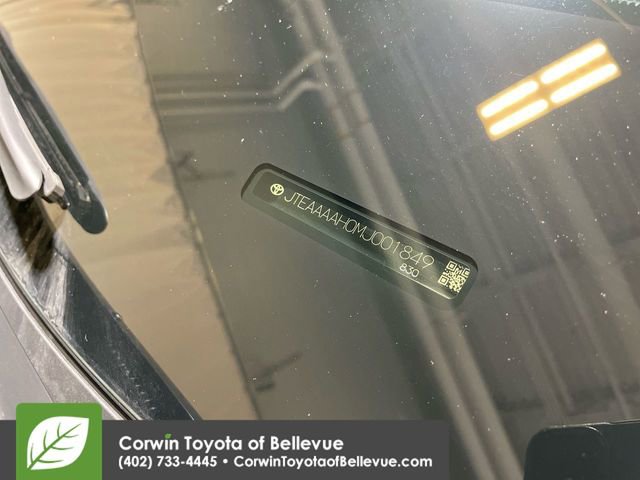 JTEAAAAH0MJ001849
830
Corwin Toyota of Bellevue
(402) 733-4445 • CorwinToyotaofBellevue.com